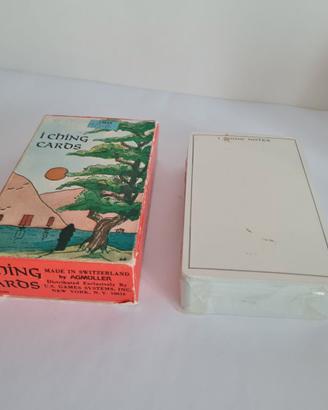 I CHING
CARDS
CHING
CARDS
MADE IN SWITZERLAND
by AGMÜLLER
Distributed Exclusively By
U.S. GAMES SYSTEMS, INC.
NEW YORK, N.Y. 10016
I CHING NOTES